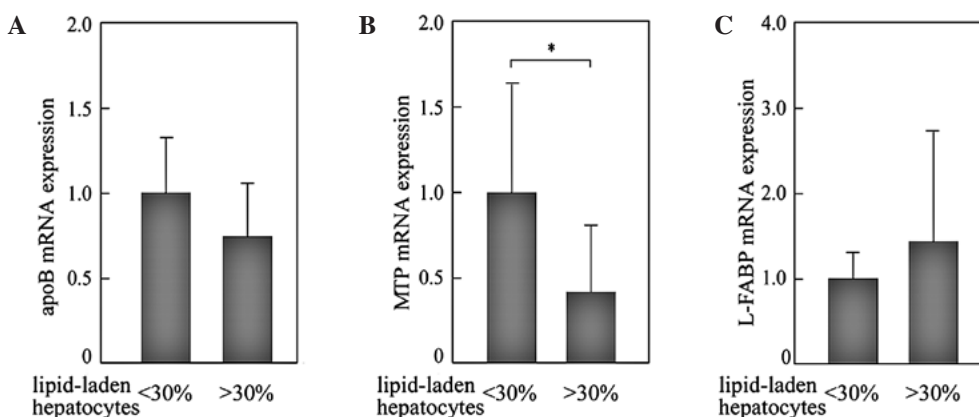 A
apoB mRNA expression
2.0
1.5
1.0
0.5
0
lipid-laden
hepatocytes
<30%
>30%
B
MTP mRNA expression
2.0
1.5
1.0
0.5
0
*
lipid-laden
hepatocytes
<30%
>30%
C
L-FABP mRNA expression
4.0
3.0
2.0
1.0
0
lipid-laden
hepatocytes
<30%
>30%